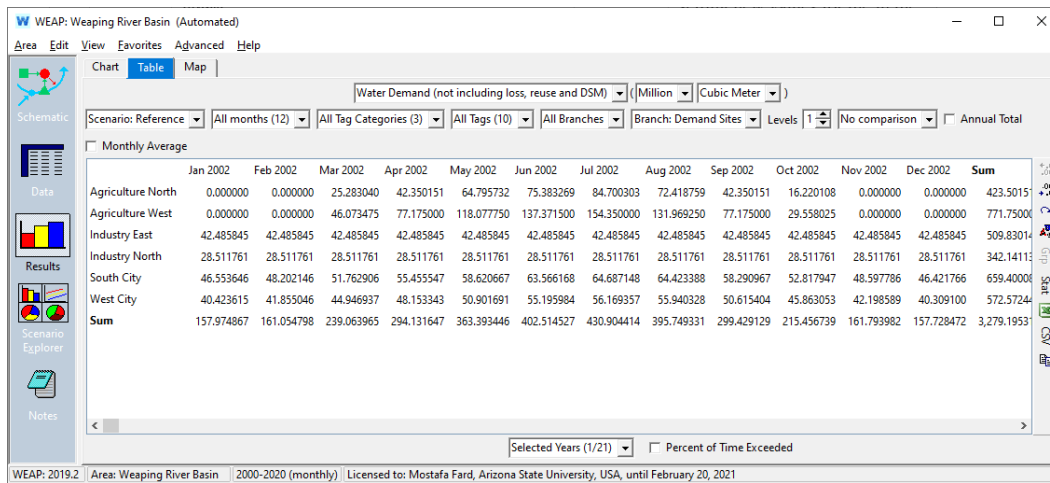 W WEAP: Weaping River Basin (Automated)
Area Edit View Favorites Advanced Help
Chart Table Map
Water Demand (not including loss, reuse and DSM) ( Million Cubic Meter )
Schematic
Scenario: Reference All months (12) All Tag Categories (3) All Tags (10) All Branches Branch: Demand Sites Levels 1 No comparison Annual Total
Monthly Average
Jan 2002 Feb 2002 Mar 2002 Apr 2002 May 2002 Jun 2002 Jul 2002 Aug 2002 Sep 2002 Oct 2002 Nov 2002 Dec 2002 Sum
Data
Agriculture North 0.000000 0.000000 25.283040 42.350151 64.795732 75.383269 84.700303 72.418759 42.350151 16.220108 0.000000 0.000000 423.5015
Agriculture West 0.000000 0.000000 46.073475 77.175000 118.077750 137.371500 154.350000 131.969250 77.175000 29.558025 0.000000 0.000000 771.7500
Industry East 42.485845 42.485845 42.485845 42.485845 42.485845 42.485845 42.485845 42.485845 42.485845 42.485845 42.485845 42.485845 509.8301
Industry North 28.511761 28.511761 28.511761 28.511761 28.511761 28.511761 28.511761 28.511761 28.511761 28.511761 28.511761 28.511761 342.1411
Results
South City 46.553646 48.202146 51.762906 55.455547 58.620667 63.566168 64.687148 64.423388 58.290967 52.817947 48.597786 46.421766 659.4000
West City 40.423615 41.855046 44.946937 48.153343 50.901691 55.195984 56.169357 55.940328 50.615404 45.863053 42.198589 40.309100 572.5724
Sum 157.974867 161.054798 239.063965 294.131647 363.393446 402.514527 430.904414 395.749331 299.429129 215.456739 161.793982 157.728472 3,279.1953
Grp
Stat
CSV
Scenario
Explorer
Notes
Selected Years (1/21) Percent of Time Exceeded
WEAP: 2019.2 Area: Weaping River Basin 2000-2020 (monthly) Licensed to: Mostafa Fard, Arizona State University, USA, until February 20, 2021